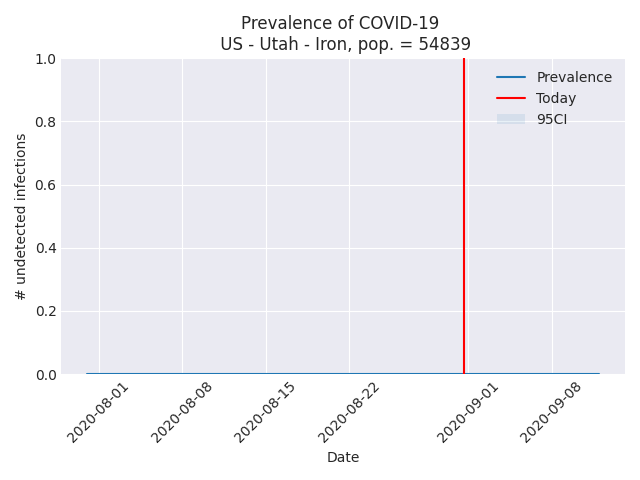 Prevalence of COVID-19
US - Utah - Iron, pop. = 54839
Prevalence
Today
95CI
# undetected infections
1.0
0.8
0.6
0.4
0.2
0.0
2020-08-01
2020-08-08
2020-08-15
2020-08-22
2020-09-01
2020-09-08
Date